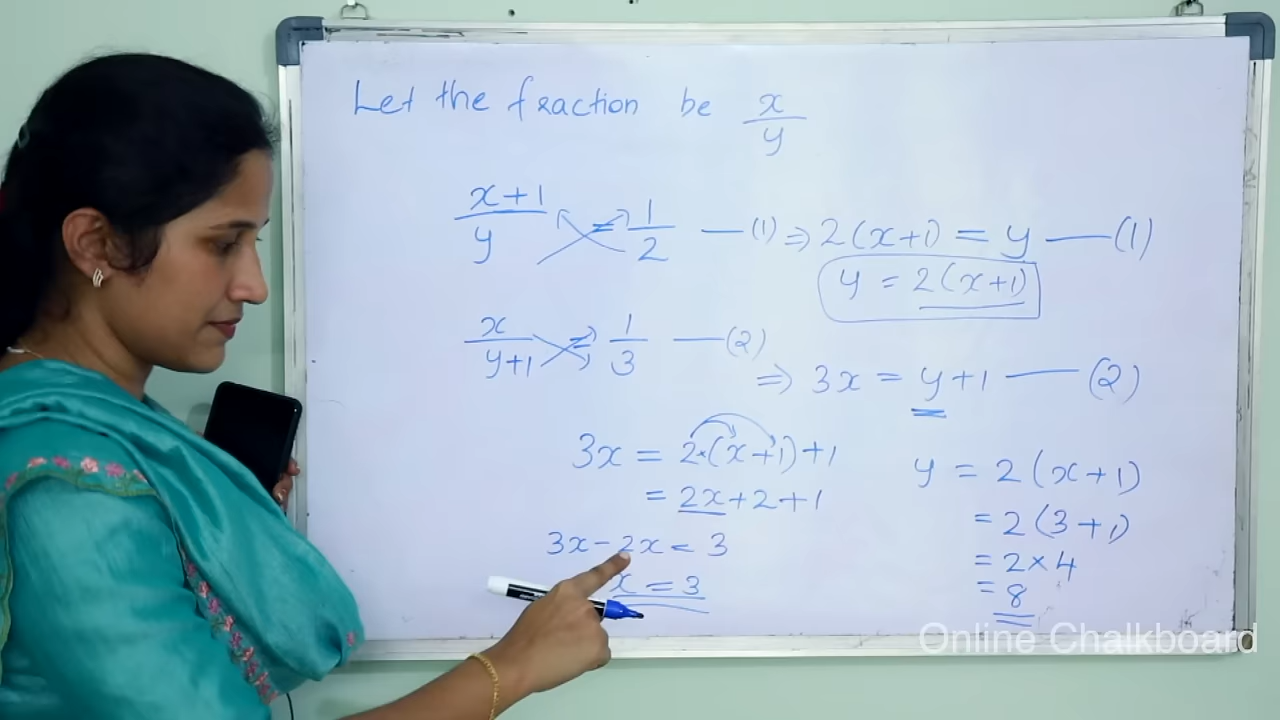 Let the fraction be x/y
(x+1)/y = 1/2 —(1) ⇒ 2(x+1) = y —(1)
y = 2(x+1)
x/(y+1) = 1/3 —(2)
⇒ 3x = y+1 —(2)
3x = 2×(x+1)+1
= 2x+2+1
3x-2x = 3
x = 3
y = 2(x+1)
= 2(3+1)
= 2×4
= 8
Online Chalkboard